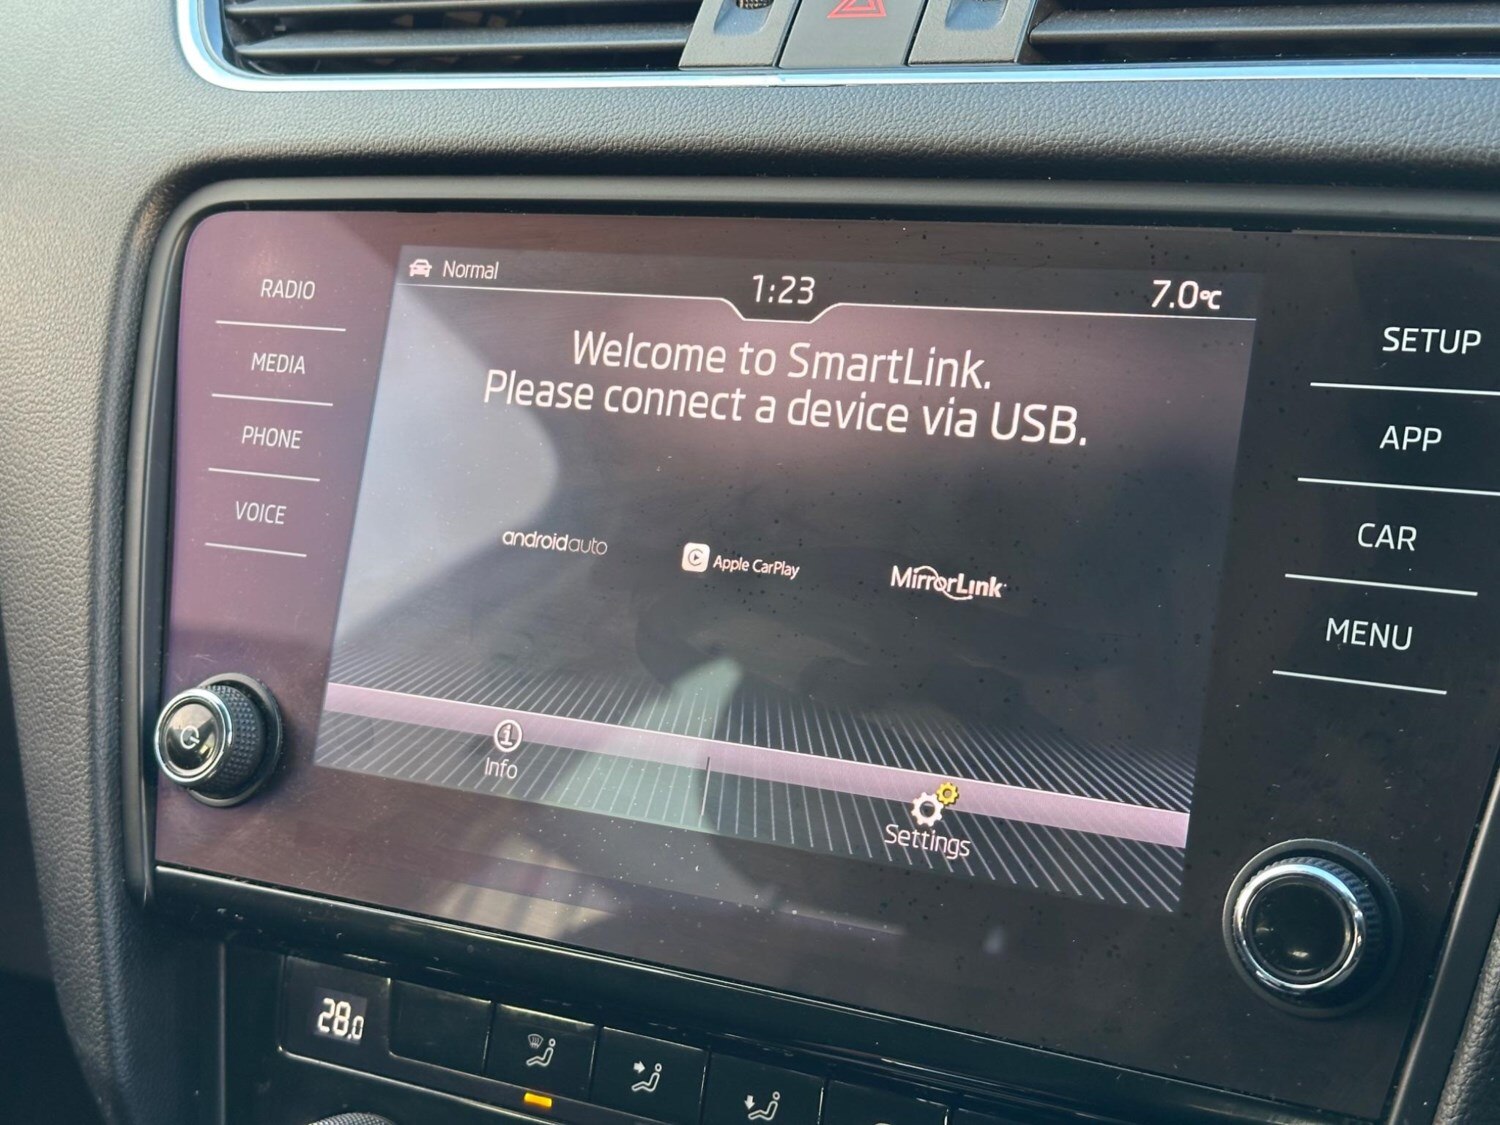 Normal
1:23
7.0°C
RADIO
MEDIA
PHONE
VOICE
Welcome to SmartLink.
Please connect a device via USB.
androidauto
Apple CarPlay
MirrorLink
Info
Settings
SETUP
APP
CAR
MENU
28.0